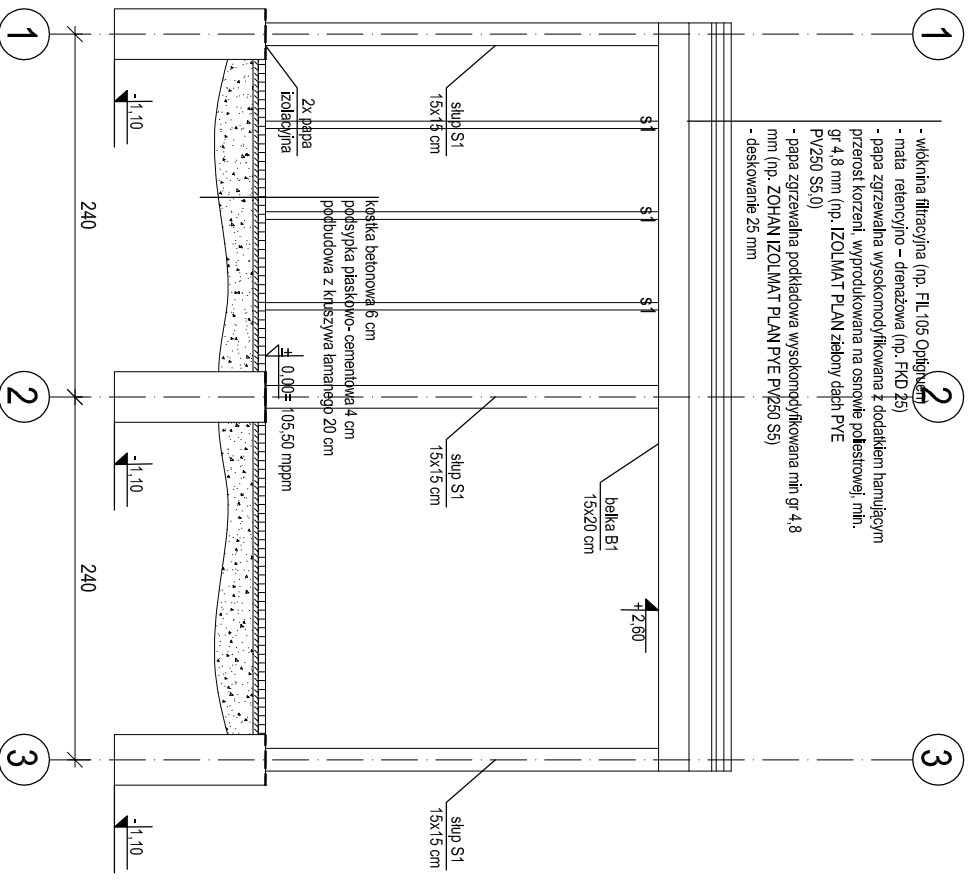 1
2
3
- włóknina filtracyjna (np. FIL105 Optigruen)
- mata retencyjno – drenażowa (np. FKD 25)
- papa zgrzewalna wysokomodyfikowana z dodatkiem hamującym
przerost korzeni, wyprodukowana na osnowie poliestrowej, min.
gr 4,8 mm (np. IZOLMAT PLAN zielony dach PYE
PV250 S5,0)
- papa zgrzewalna podkładowa wysokomodyfikowana min gr 4,8
mm (np. ZOHAN IZOLMAT PLAN PYE PV250 S5)
- deskowanie 25 mm
+ 2,60
s1
s1
s1
belka B1
15x20 cm
słup S1
15x15 cm
słup S1
15x15 cm
słup S1
15x15 cm
2x papa
izolacyjna
kostka betonowa 6 cm
podsypka piaskowo-cementowa 4 cm
podbudowa z kruszywa łamanego 20 cm
± 0,00= 105,50 mppm
-1,10
-1,10
-1,10
240
240
1
2
3